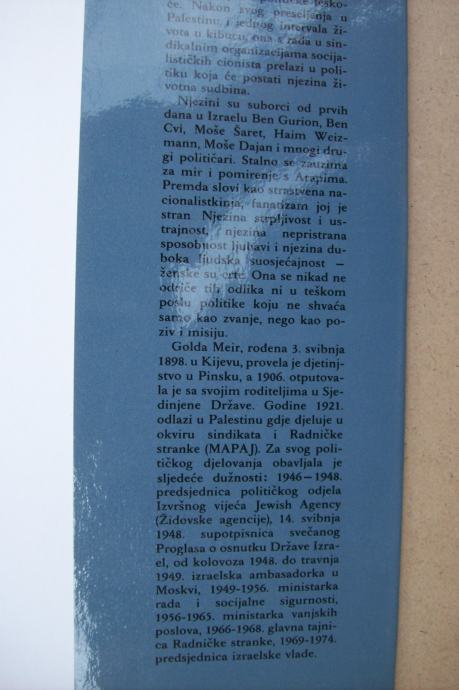 će. Nakon svog preseljenja u
Palestinu, i jednog intervala ži-
vota u kibucu, ona s rada u sin-
dikalnim organizacijama socija-
lističkih cionista prelazi u poli-
tiku koja će postati njezina ži-
votna sudbina.
Njezini su suborci od prvih
dana u Izraelu Ben Gurion, Ben
Cvi, Moše Šaret, Haim Weiz-
mann, Moše Dajan i mnogi dru-
gi političari. Stalno se zauzima
za mir i pomirenje s Arapima.
Premda slovi kao strastvena na-
cionalistkinja, fanatizam joj je
stran Njezina strpljivost i us-
trajnost, njezina nepristrana
sposobnost ljubavi i njezina du-
boka ljudska suosjećajnost —
ženske su crte. Ona se nikad ne
odriče tih odlika ni u teškom
poslu politike koju ne shvaća
samo kao zvanje, nego kao po-
ziv i misiju.
Golda Meir, rođena 3. svibnja
1898. u Kijevu, provela je djetinj-
stvo u Pinsku, a 1906. otputova-
la je sa svojim roditeljima u Sje-
dinjene Države. Godine 1921.
odlazi u Palestinu gdje djeluje u
okviru sindikata i Radničke
stranke (MAPAJ). Za svog poli-
tičkog djelovanja obavljala je
sljedeće dužnosti: 1946—1948.
predsjednica političkog odjela
Izvršnog vijeća Jewish Agency
(Židovske agencije), 14. svibnja
1948. supotpisnica svečanog
Proglasa o osnutku Države Izra-
el, od kolovoza 1948. do travnja
1949. izraelska ambasadorka u
Moskvi, 1949-1956. ministarka
rada i socijalne sigurnosti,
1956-1965. ministarka vanjskih
poslova, 1966-1968. glavna tajni-
ca Radničke stranke, 1969-1974.
predsjednica izraelske vlade.